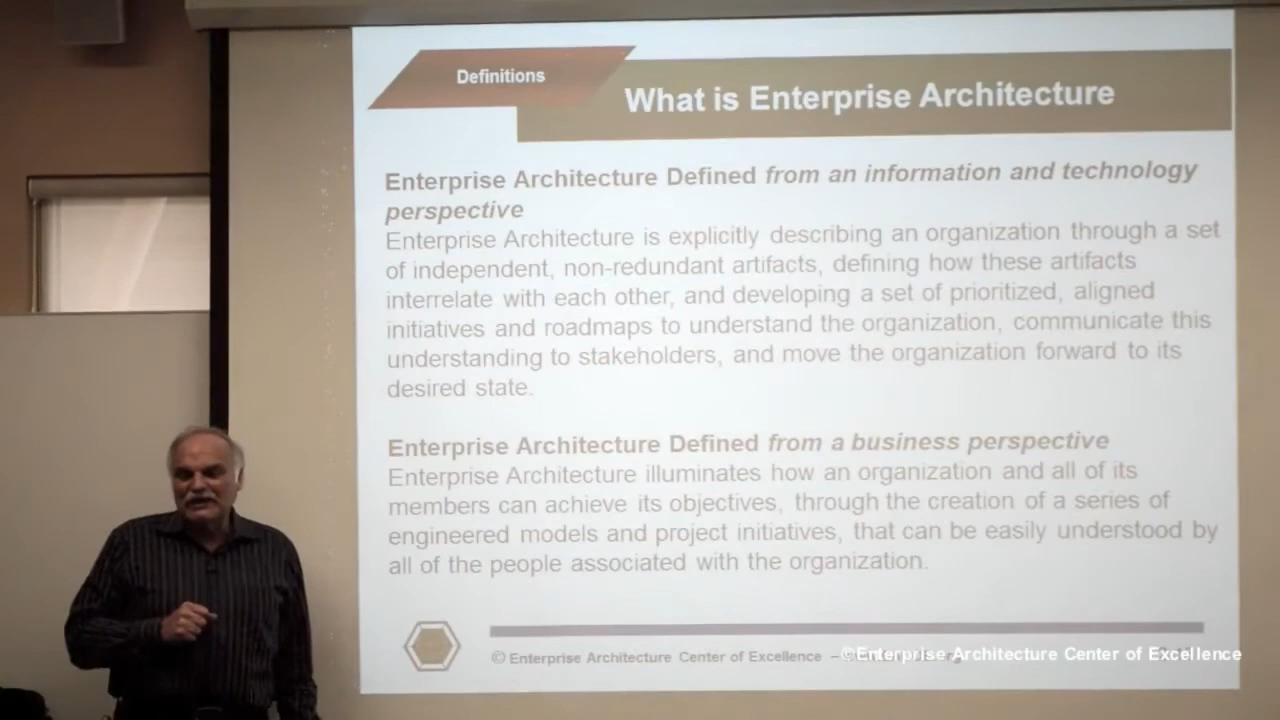 Definitions
What is Enterprise Architecture
Enterprise Architecture Defined from an information and technology
perspective
Enterprise Architecture is explicitly describing an organization through a set
of independent, non-redundant artifacts, defining how these artifacts
interrelate with each other, and developing a set of prioritized, aligned
initiatives and roadmaps to understand the organization, communicate this
understanding to stakeholders, and move the organization forward to its
desired state.
Enterprise Architecture Defined from a business perspective
Enterprise Architecture illuminates how an organization and all of its
members can achieve its objectives, through the creation of a series of
engineered models and project initiatives, that can be easily understood by
all of the people associated with the organization.
© Enterprise Architecture Center of Excellence –
©Enterprise Architecture Center of Excellence